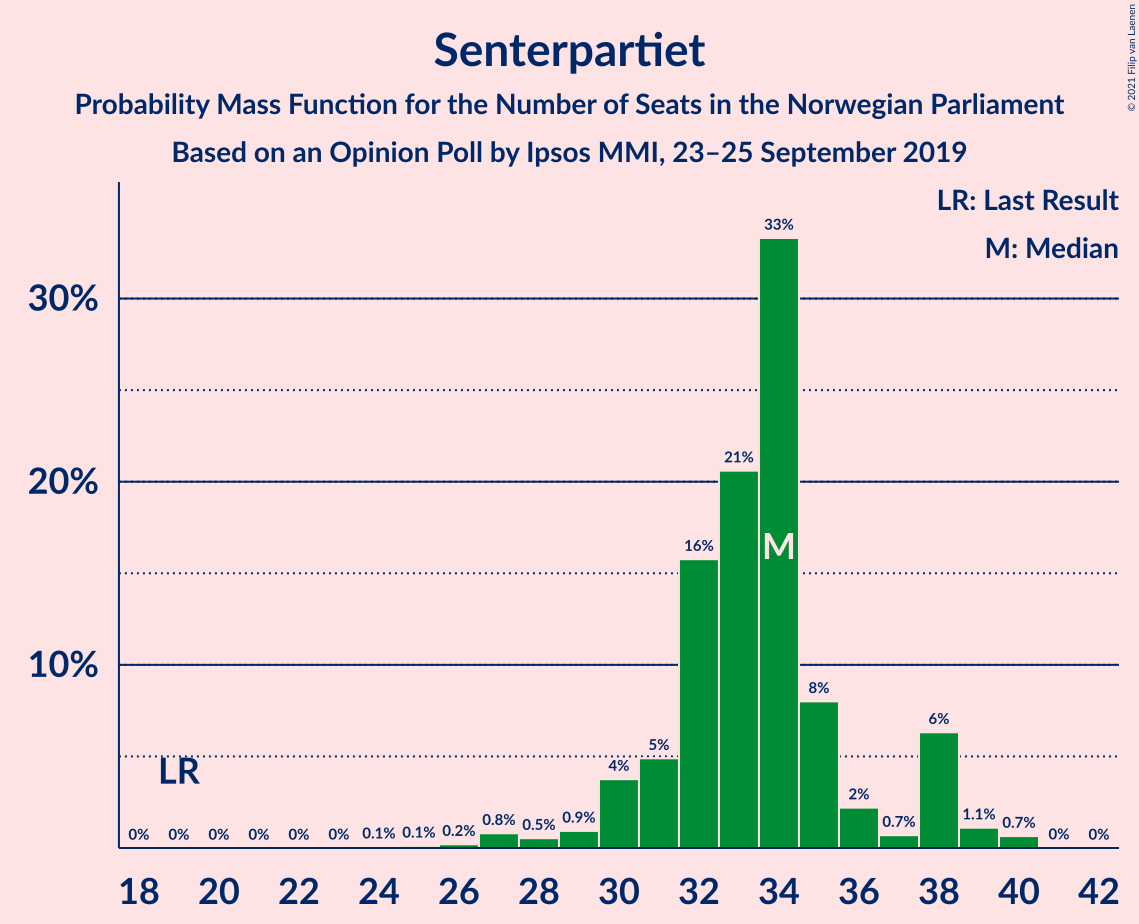 Senterpartiet
Probability Mass Function for the Number of Seats in the Norwegian Parliament
Based on an Opinion Poll by Ipsos MMI, 23–25 September 2019
© 2021 Filip van Laenen
LR: Last Result
M: Median
30%
20%
10%
0% 0% 0% 0% 0% 0% 0.1% 0.1% 0.2% 0.8% 0.5% 0.9% 4% 5% 16% 21% 33% 8% 2% 0.7% 6% 1.1% 0.7% 0% 0%
LR
M
18 20 22 24 26 28 30 32 34 36 38 40 42